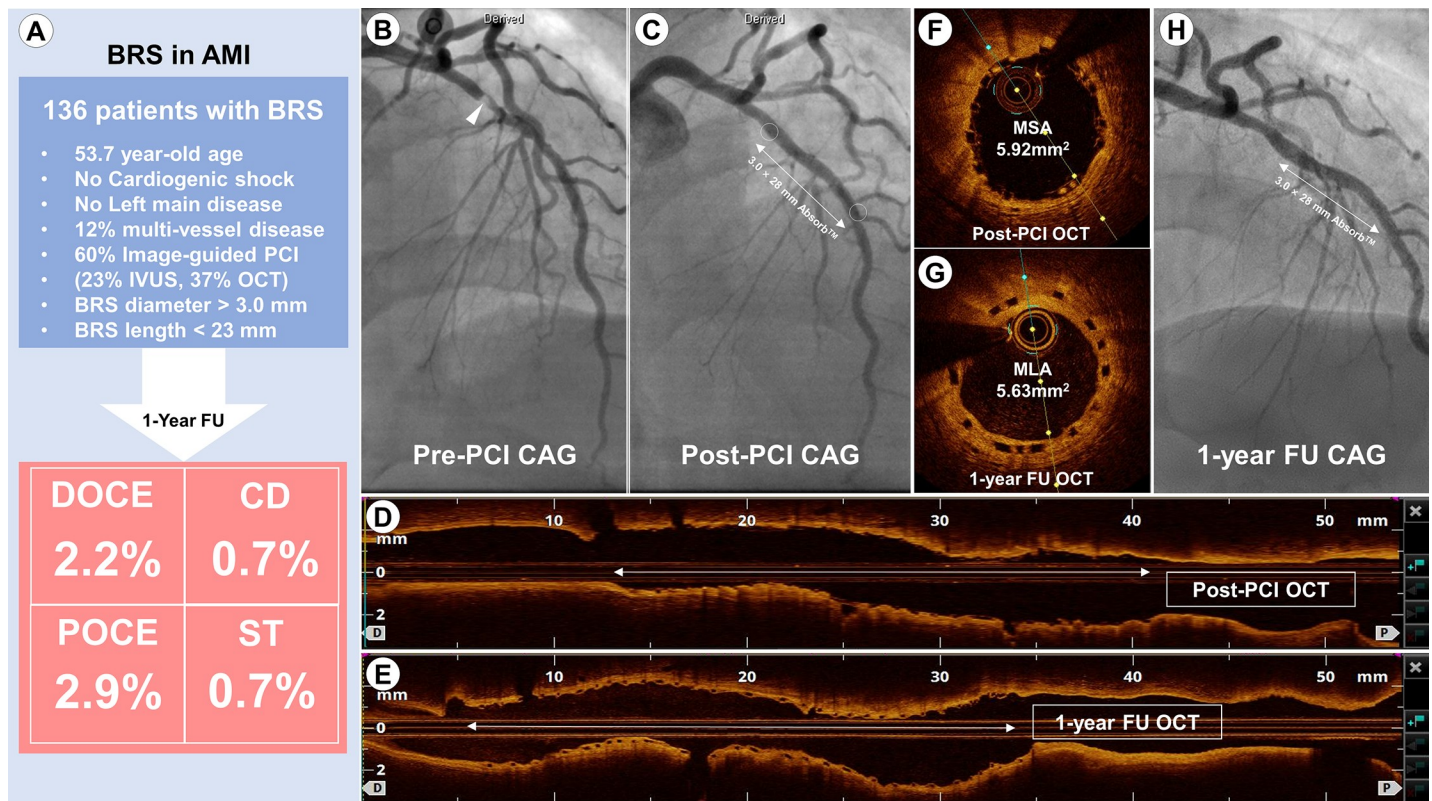 A
BRS in AMI
136 patients with BRS
• 53.7 year-old age
• No Cardiogenic shock
• No Left main disease
• 12% multi-vessel disease
• 60% Image-guided PCI
• (23% IVUS, 37% OCT)
• BRS diameter > 3.0 mm
• BRS length < 23 mm
1-Year FU
DOCE
2.2%
CD
0.7%
POCE
2.9%
ST
0.7%
B
Derived
Pre-PCI CAG
C
Derived
3.0 × 28 mm Absorb™
Post-PCI CAG
F
MSA
5.92mm²
Post-PCI OCT
G
MLA
5.63mm²
1-year FU OCT
H
3.0 × 28 mm Absorb™
1-year FU CAG
D
10 20 30 40 50 mm
mm
0
2
Post-PCI OCT
D
P
E
10 20 30 40 50 mm
mm
0
2
1-year FU OCT
D
P